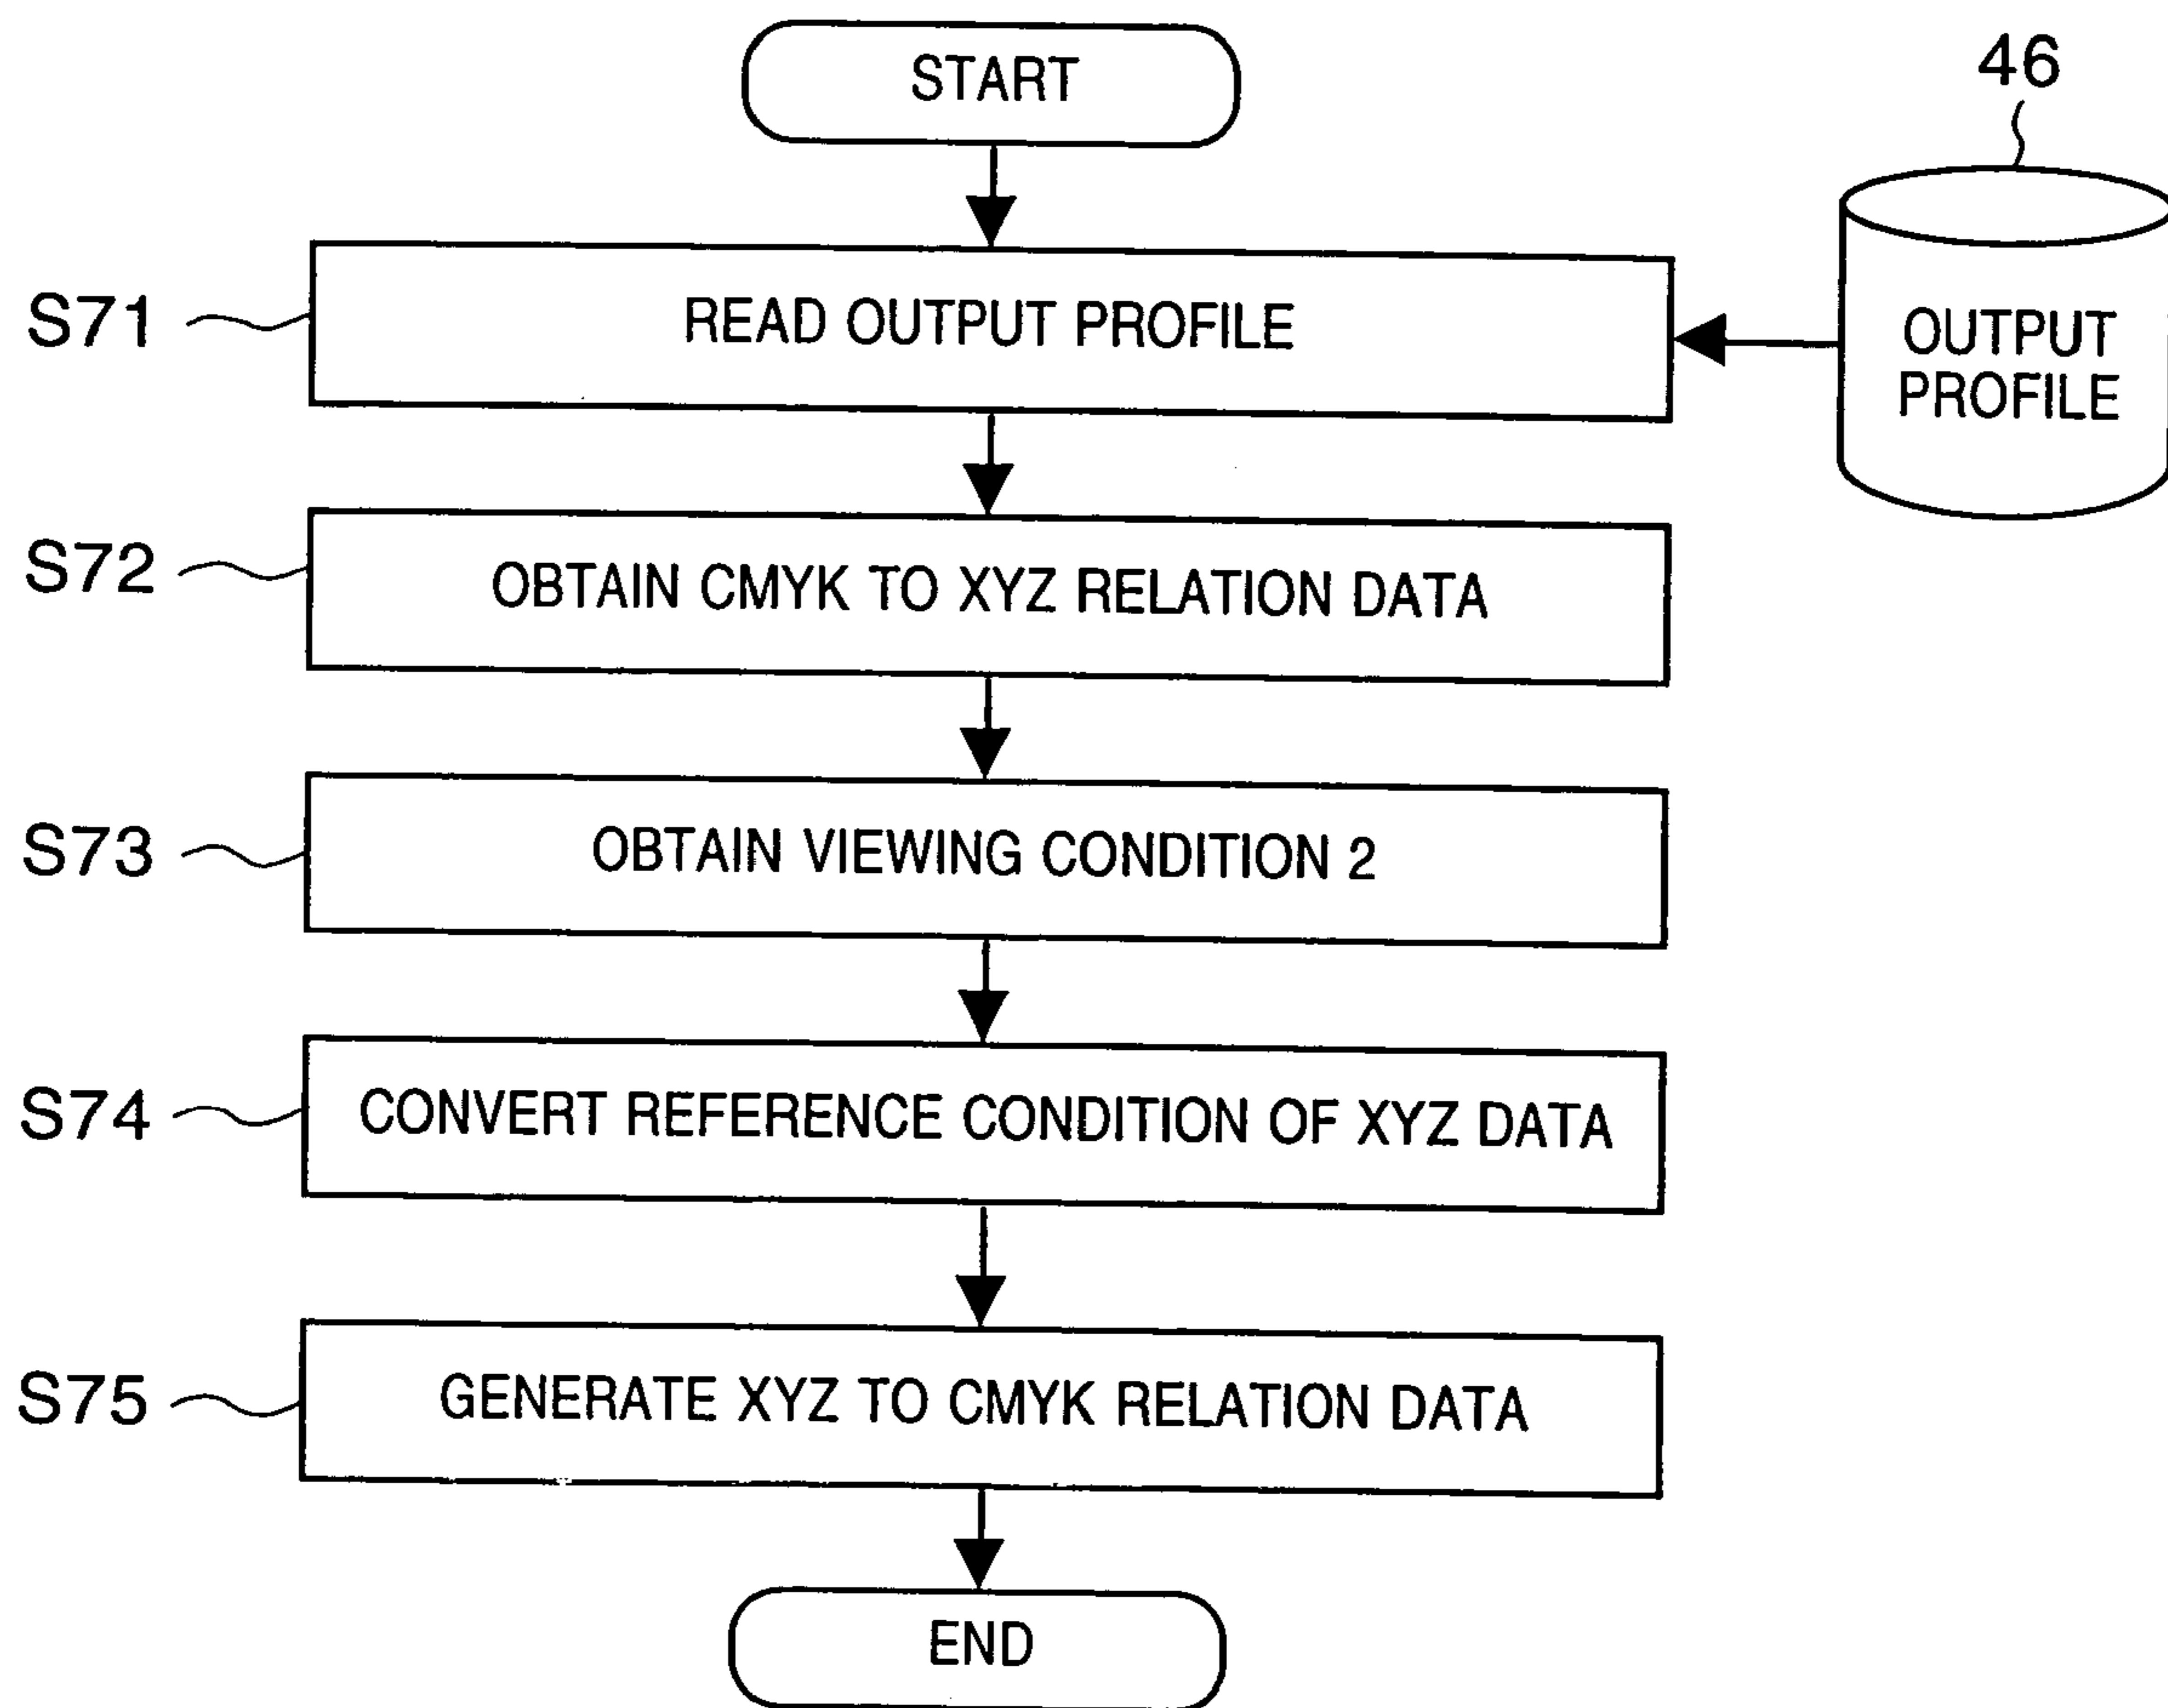 START
46
S71
READ OUTPUT PROFILE
OUTPUT
PROFILE
S72
OBTAIN CMYK TO XYZ RELATION DATA
S73
OBTAIN VIEWING CONDITION 2
S74
CONVERT REFERENCE CONDITION OF XYZ DATA
S75
GENERATE XYZ TO CMYK RELATION DATA
END